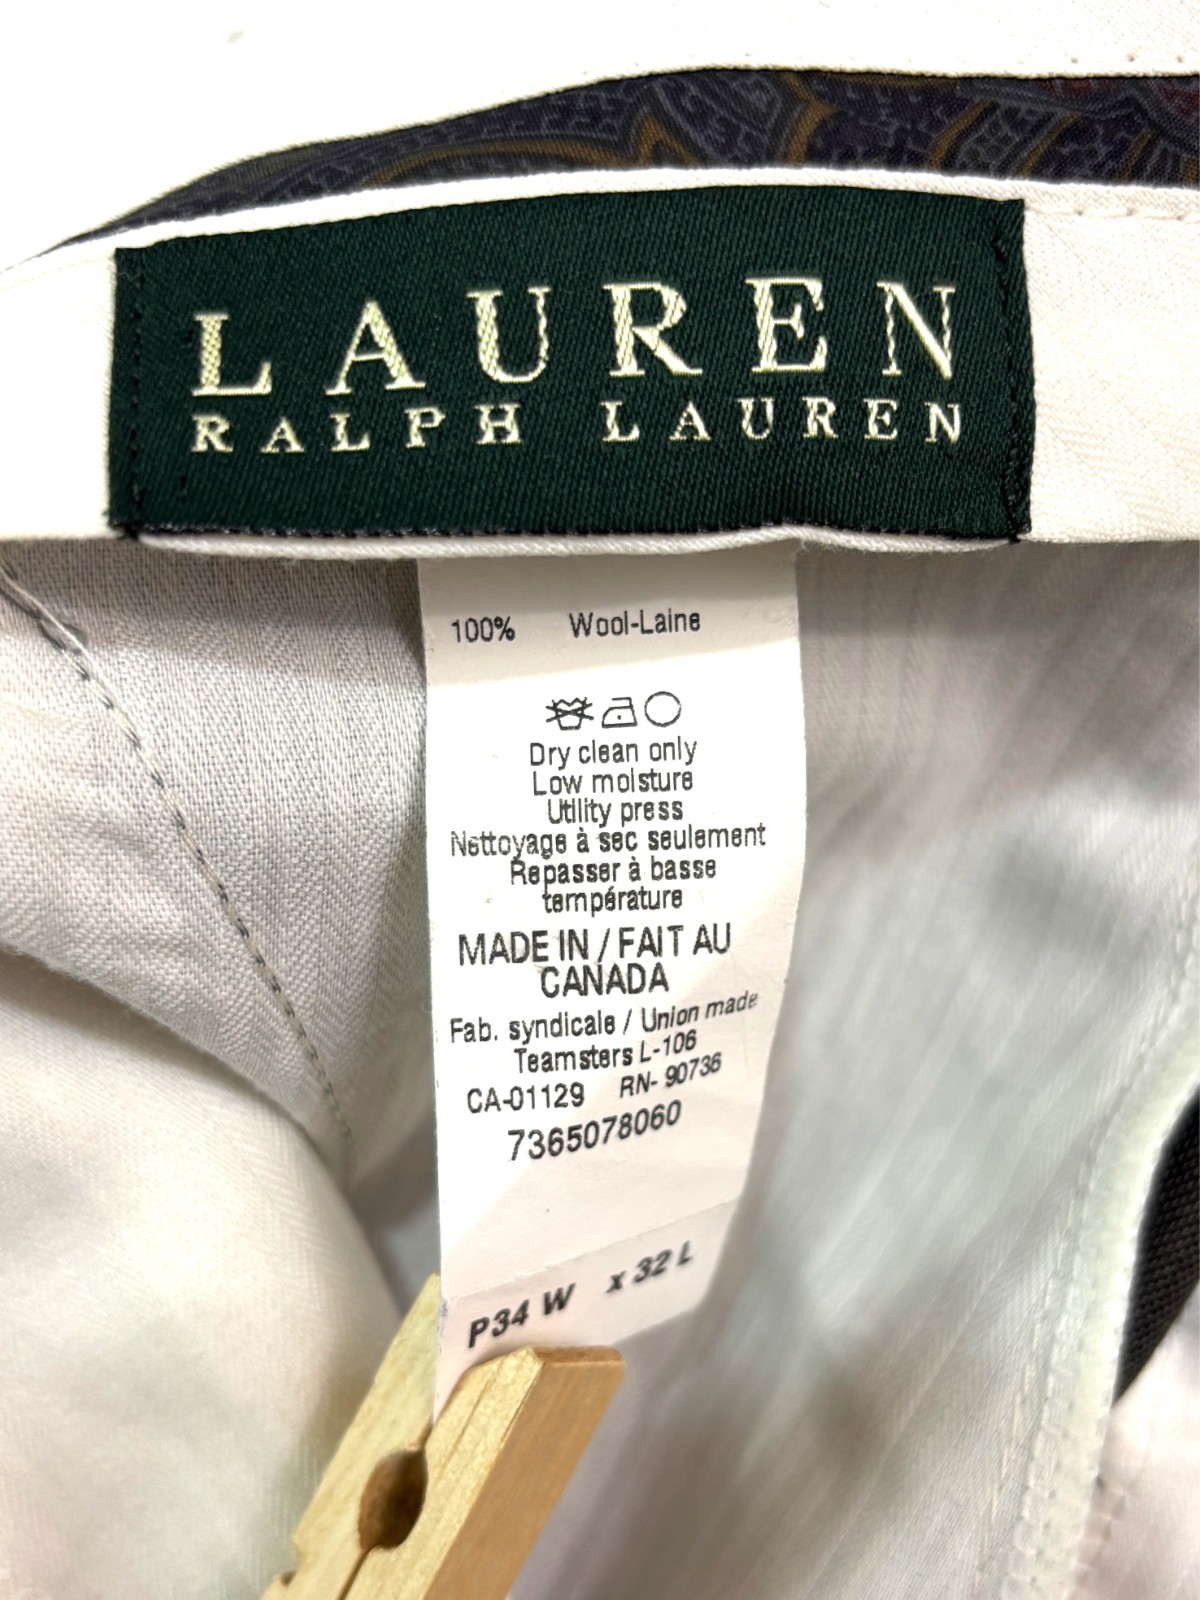 LAUREN
RALPH LAUREN
100% Wool-Laine
Dry clean only
Low moisture
Utility press
Nettoyage à sec seulement
Repasser à basse
température
MADE IN / FAIT AU
CANADA
Fab. syndicale / Union made
Teamsters L-106
CA-01129 RN- 90736
7365078060
P34 W x 32 L